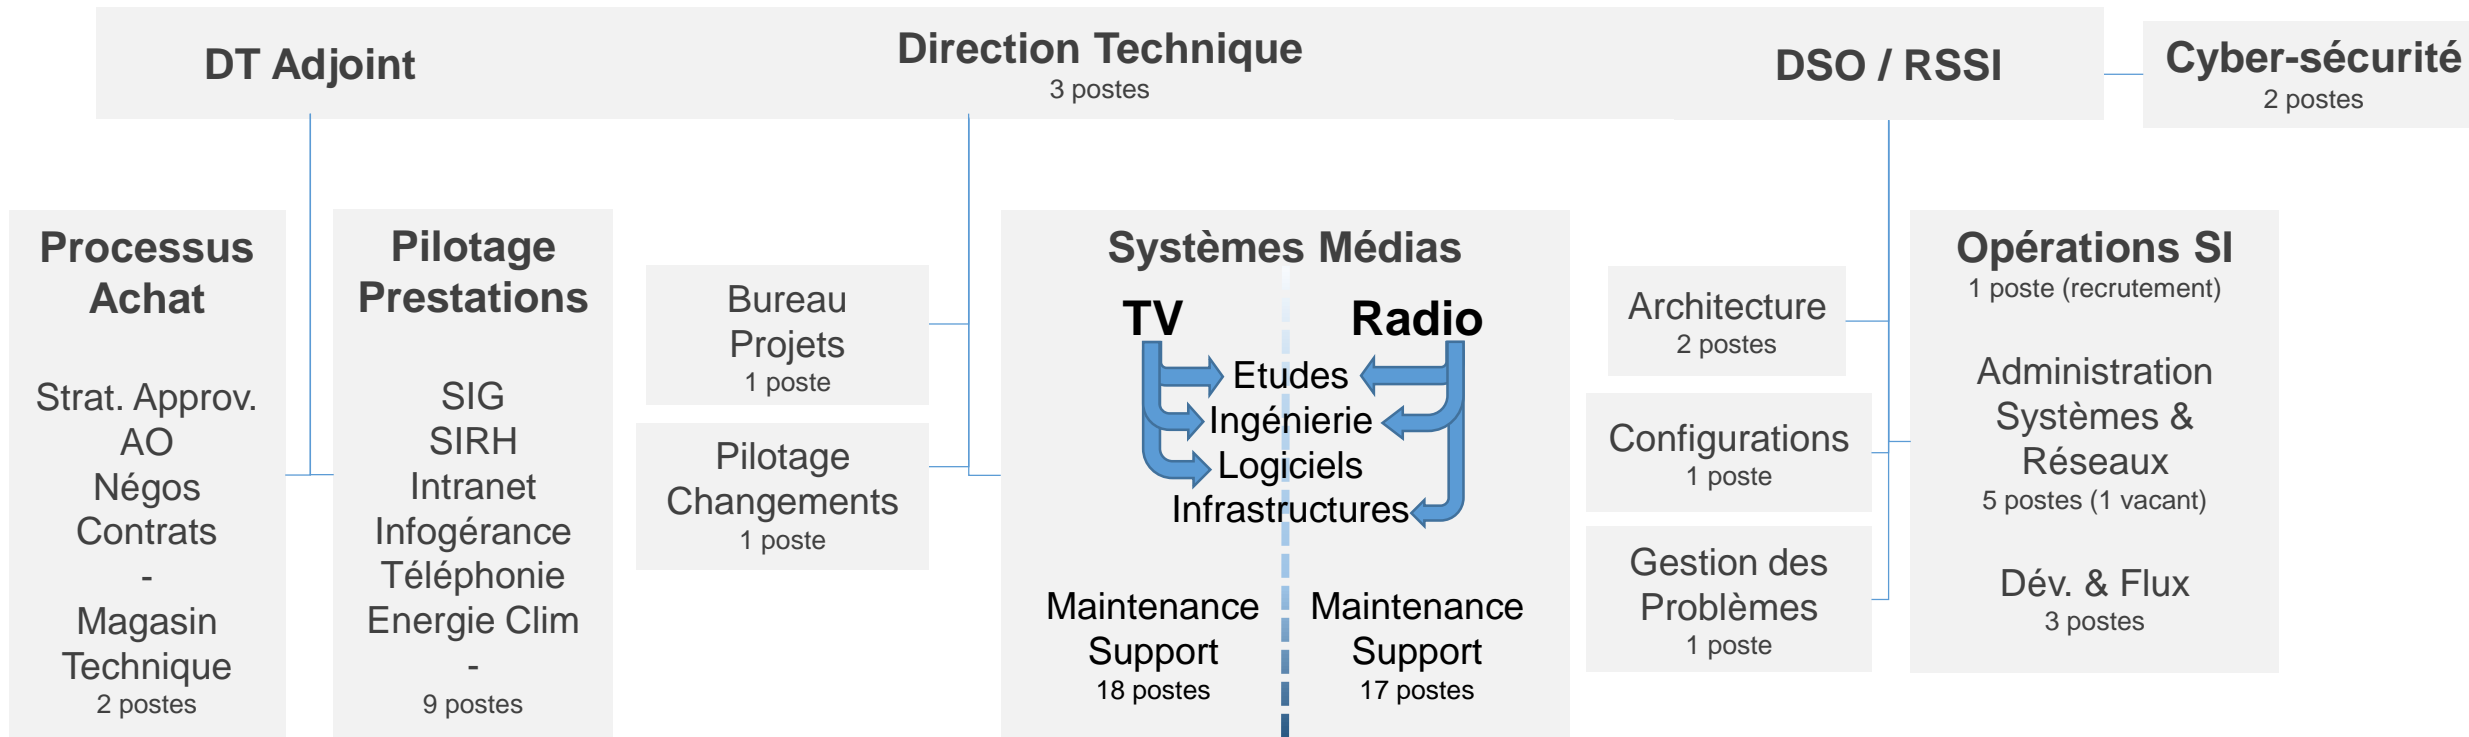 DT Adjoint
Direction Technique
3 postes
DSO / RSSI
Cyber-sécurité
2 postes
Processus
Achat
Strat. Approv.
AO
Négos
Contrats
-
Magasin
Technique
2 postes
Pilotage
Prestations
SIG
SIRH
Intranet
Infogérance
Téléphonie
Energie Clim
-
9 postes
Bureau
Projets
1 poste
Pilotage
Changements
1 poste
Systèmes Médias
TV
Radio
Etudes
Ingénierie
Logiciels
Infrastructures
Maintenance
Support
18 postes
Maintenance
Support
17 postes
Architecture
2 postes
Configurations
1 poste
Gestion des
Problèmes
1 poste
Opérations SI
1 poste (recrutement)
Administration
Systèmes &
Réseaux
5 postes (1 vacant)
Dév. & Flux
3 postes